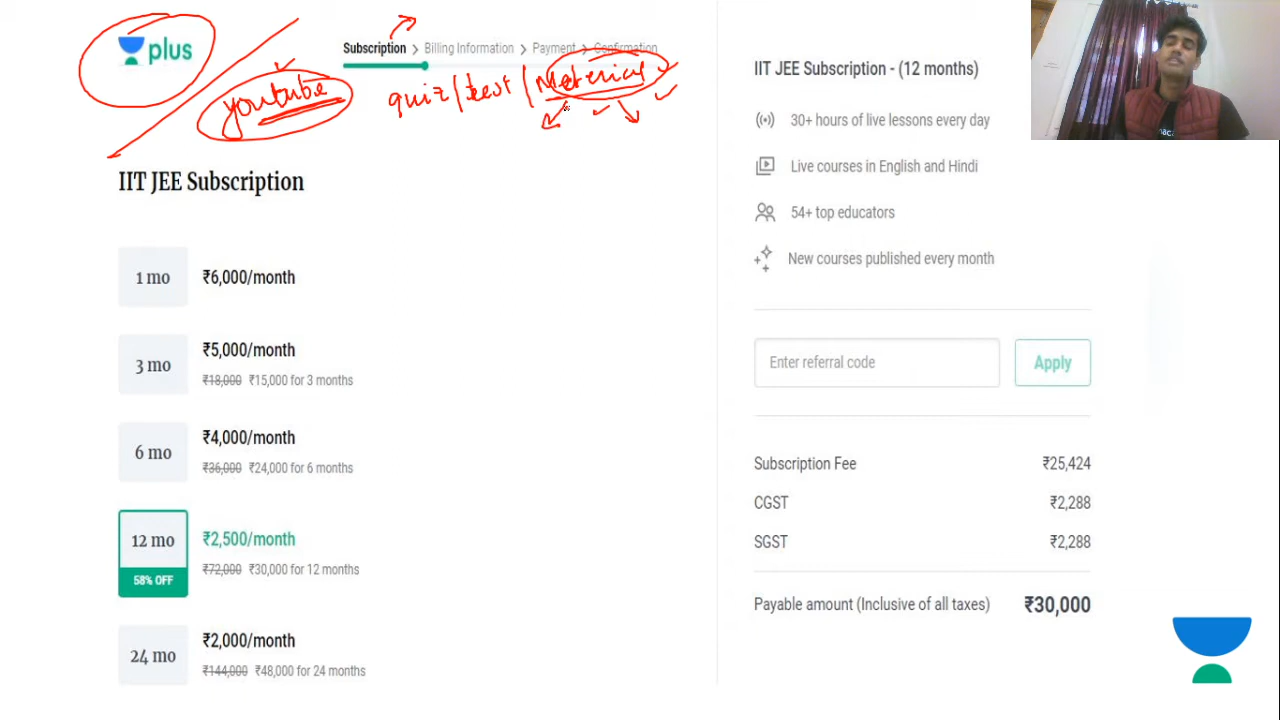 plus
Subscription > Billing Information > Payment > Confirmation
youtube
quiz/test/Meterical
IIT JEE Subscription
1 mo ₹6,000/month
3 mo ₹5,000/month
₹18,000 ₹15,000 for 3 months
6 mo ₹4,000/month
₹36,000 ₹24,000 for 6 months
12 mo ₹2,500/month
58% OFF ₹72,000 ₹30,000 for 12 months
24 mo ₹2,000/month
₹144,000 ₹48,000 for 24 months
IIT JEE Subscription - (12 months)
30+ hours of live lessons every day
Live courses in English and Hindi
54+ top educators
New courses published every month
Enter referral code Apply
Subscription Fee ₹25,424
CGST ₹2,288
SGST ₹2,288
Payable amount (Inclusive of all taxes) ₹30,000